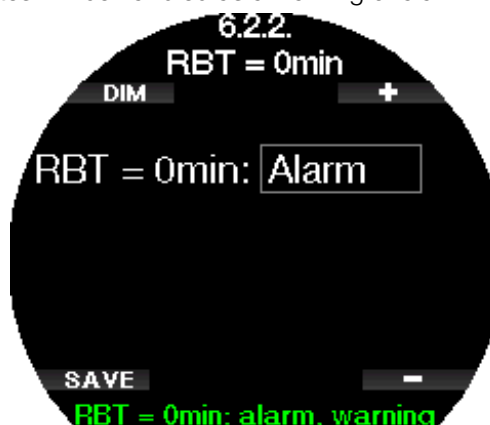 6.2.2.
RBT = 0min
DIM +
RBT = 0min: Alarm
SAVE -
RBT = 0min: alarm, warning